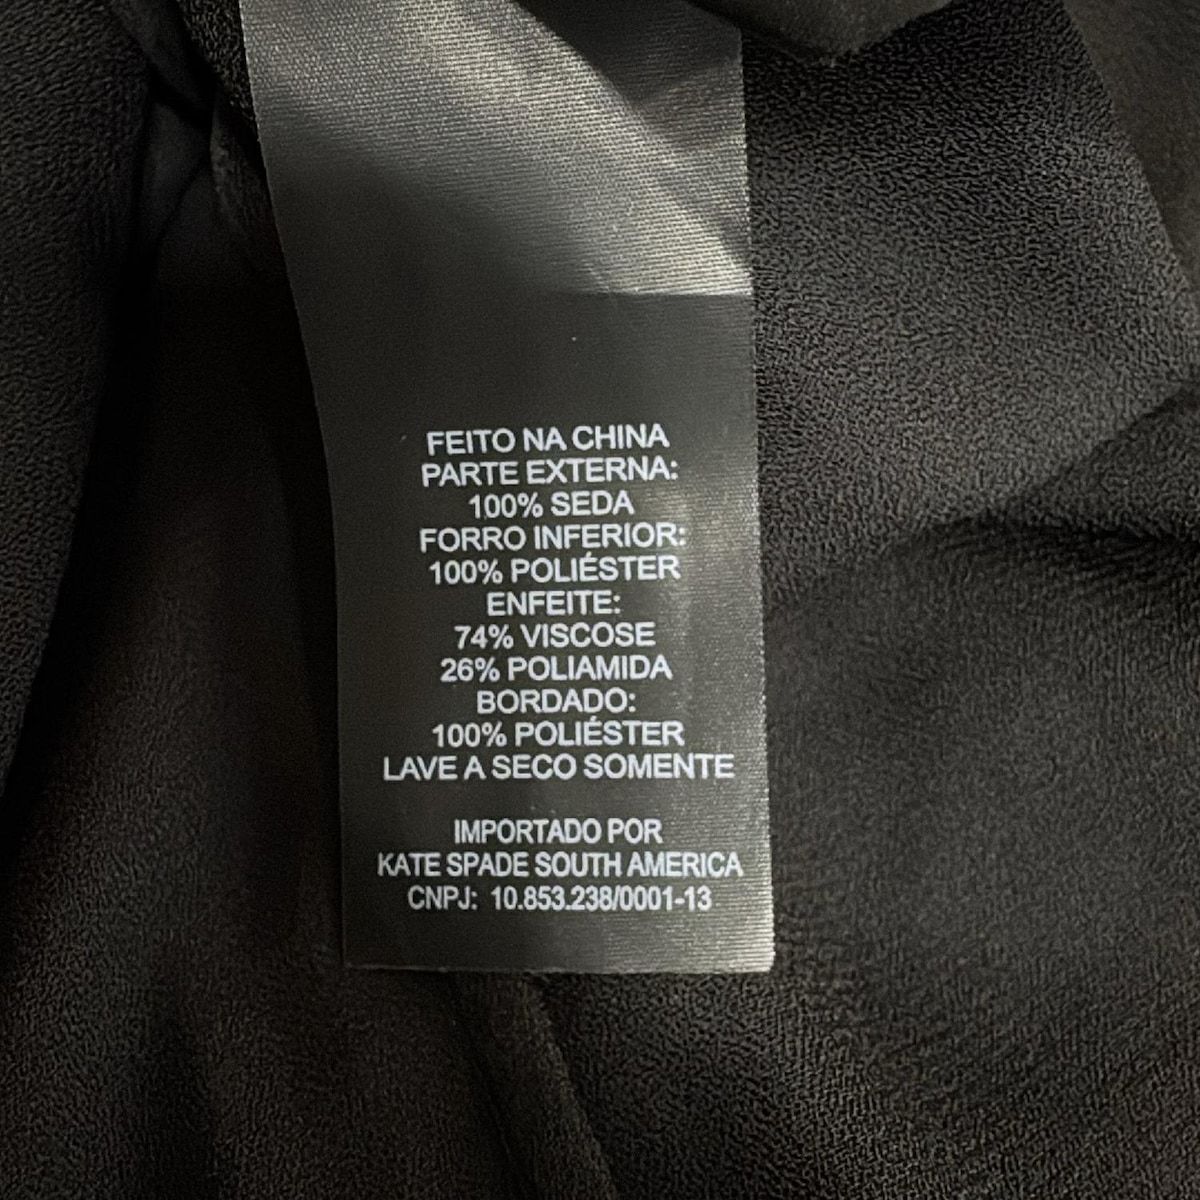 FEITO NA CHINA
PARTE EXTERNA:
100% SEDA
FORRO INFERIOR:
100% POLIÉSTER
ENFEITE:
74% VISCOSE
26% POLIAMIDA
BORDADO:
100% POLIÉSTER
LAVE A SECO SOMENTE
IMPORTADO POR
KATE SPADE SOUTH AMERICA
CNPJ: 10.853.238/0001-13